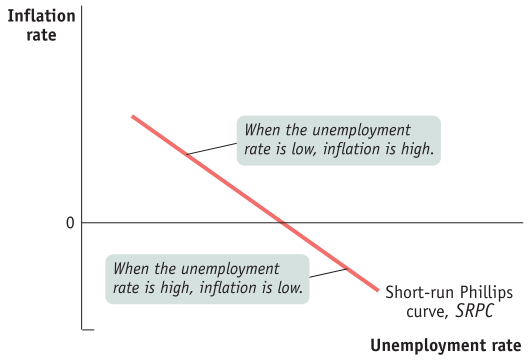 Inflation
rate
When the unemployment
rate is low, inflation is high.
0
When the unemployment
rate is high, inflation is low.
Short-run Phillips
curve, SRPC
Unemployment rate